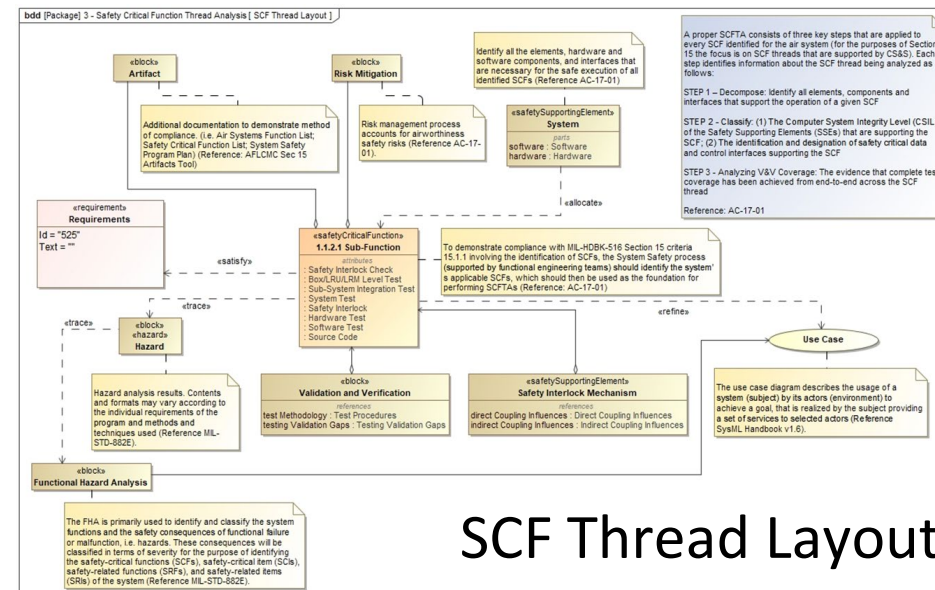 bdd [Package] 3 - Safety Critical Function Thread Analysis [ SCF Thread Layout ]
«block»
Artifact
«block»
Risk Mitigation
Identify all the elements, hardware and
software components, and interfaces that
are necessary for the safe execution of all
identified SCFs (Reference AC-17-01)
A proper SCFTA consists of three key steps that are applied to
every SCF identified for the air system (for the purposes of Section
15 the focus is on SCF threads that are supported by CS&S). Each
step identifies information about the SCF thread being analyzed as
follows:
STEP 1 – Decompose: Identify all elements, components and
interfaces that support the operation of a given SCF
STEP 2 - Classify: (1) The Computer System Integrity Level (CSIL
of the Safety Supporting Elements (SSEs) that are supporting the
SCF; (2) The identification and designation of safety critical data
and control interfaces supporting the SCF
STEP 3 - Analyzing V&V Coverage: The evidence that complete tes
coverage has been achieved from end-to-end across the SCF
thread
Reference: AC-17-01
Additional documentation to demonstrate method
of compliance. (i.e. Air Systems Function List;
Safety Critical Function List; System Safety
Program Plan) (Reference: AFLCMC Sec 15
Artifacts Tool)
Risk management process
accounts for airworthiness
safety risks (Reference AC-17-
01).
«safetySupportingElement»
System
parts
software : Software
hardware : Hardware
«allocate»
«requirement»
Requirements
Id = "525"
Text = ""
«satisfy»
«safetyCriticalFunction»
1.1.2.1 Sub-Function
attributes
: Safety Interlock Check
: Box/LRU/LRM Level Test
: Sub-System Integration Test
: System Test
: Safety Interlock
: Hardware Test
: Software Test
: Source Code
To demonstrate compliance with MIL-HDBK-516 Section 15 criteria
15.1.1 involving the identification of SCFs, the System Safety process
(supported by functional engineering teams) should identify the system'
s applicable SCFs, which should then be used as the foundation for
performing SCFTAs (Reference: AC-17-01)
«trace»
«trace»
«refine»
«block»
«hazard»
Hazard
Use Case
Hazard analysis results. Contents
and formats may vary according to
the individual requirements of the
program and methods and
techniques used (Reference MIL-
STD-882E).
«block»
Validation and Verification
references
test Methodology : Test Procedures
testing Validation Gaps : Testing Validation Gaps
«safetySupportingElement»
Safety Interlock Mechanism
references
direct Coupling Influences : Direct Coupling Influences
indirect Coupling Influences : Indirect Coupling Influences
The use case diagram describes the usage of a
system (subject) by its actors (environment) to
achieve a goal, that is realized by the subject providing
a set of services to selected actors (Reference
SysML Handbook v1.6).
«block»
Functional Hazard Analysis
The FHA is primarily used to identify and classify the system
functions and the safety consequences of functional failure
or malfunction, i.e. hazards. These consequences will be
classified in terms of severity for the purpose of identifying
the safety-critical functions (SCFs), safety-critical item (SCIs),
safety-related functions (SRFs), and safety-related items
(SRIs) of the system (Reference MIL-STD-882E).
SCF Thread Layout